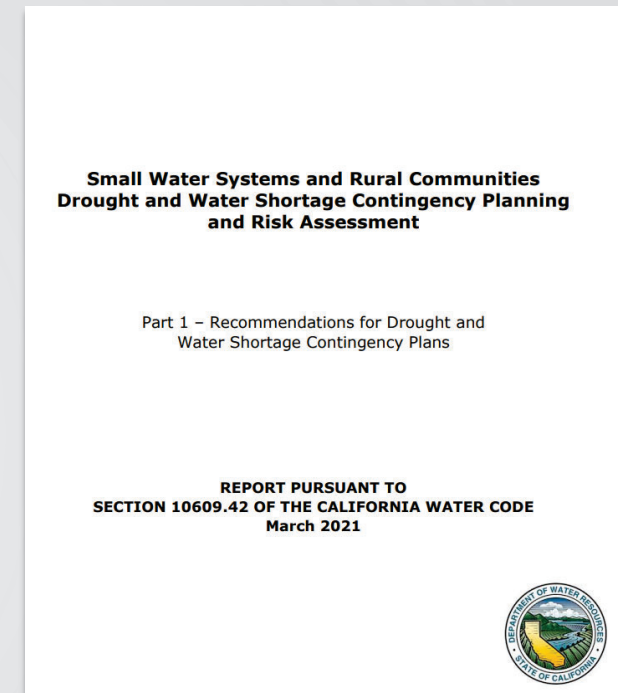 Small Water Systems and Rural Communities
Drought and Water Shortage Contingency Planning
and Risk Assessment
Part 1 – Recommendations for Drought and
Water Shortage Contingency Plans
REPORT PURSUANT TO
SECTION 10609.42 OF THE CALIFORNIA WATER CODE
March 2021
DEPARTMENT OF WATER RESOURCES
STATE OF CALIFORNIA